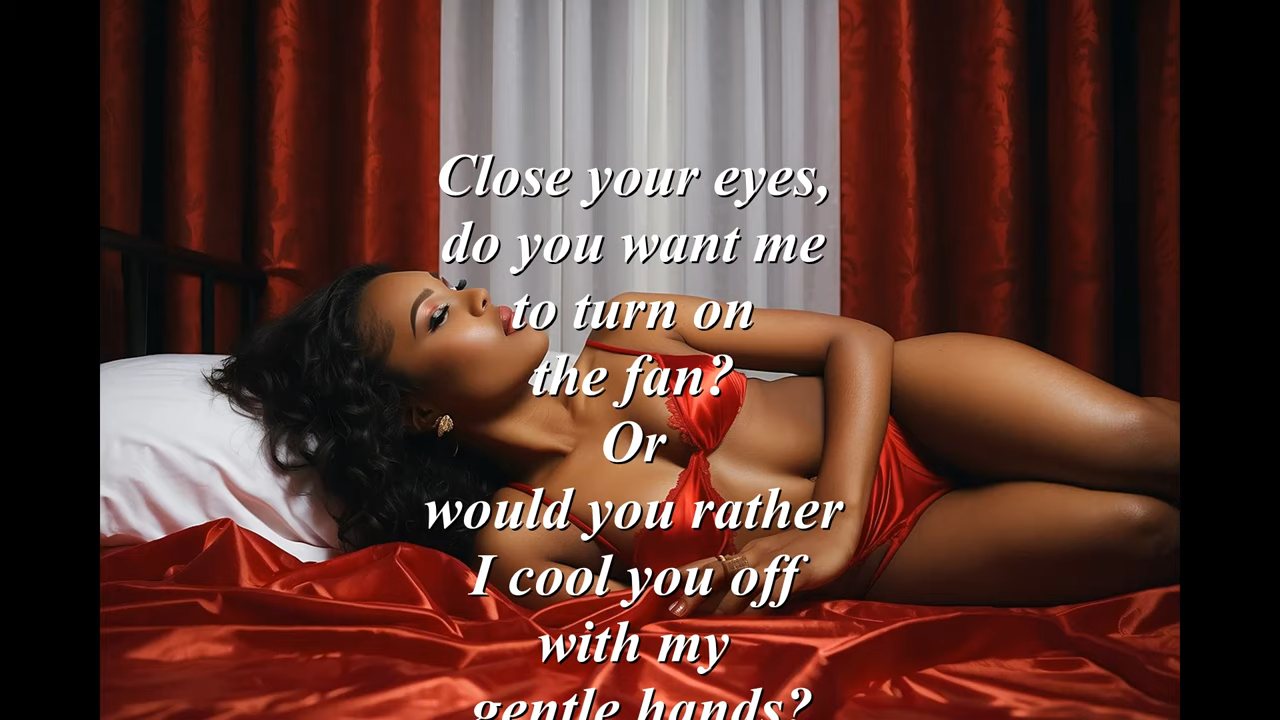 Close your eyes,
do you want me
to turn on
the fan?
Or
would you rather
I cool you off
with my
gentle hands?